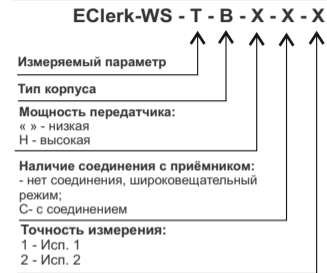 EClerk-WS - T - B - X - X - X
Измеряемый параметр
Тип корпуса
Мощность передатчика:
« » - низкая
Н - высокая
Наличие соединения с приёмником:
- нет соединения, широковещательный
режим;
С- с соединением
Точность измерения:
1 - Исп. 1
2 - Исп. 2